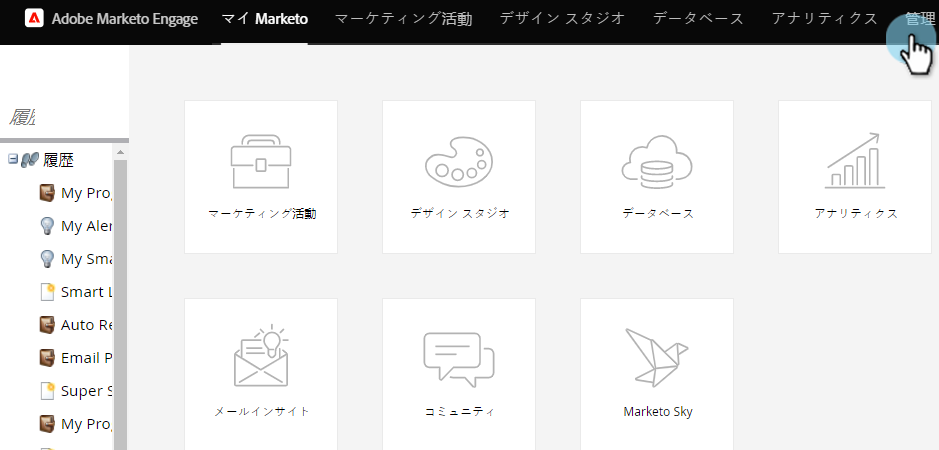 Adobe Marketo Engage マイ Marketo マーケティング活動 デザイン スタジオ データベース アナリティクス 管理
履歴
履歴
My Pro
My Aler
My Sma
Smart L
Auto Re
Email P
Super S
My Pro
マーケティング活動 デザイン スタジオ データベース アナリティクス
メールインサイト コミュニティ Marketo Sky